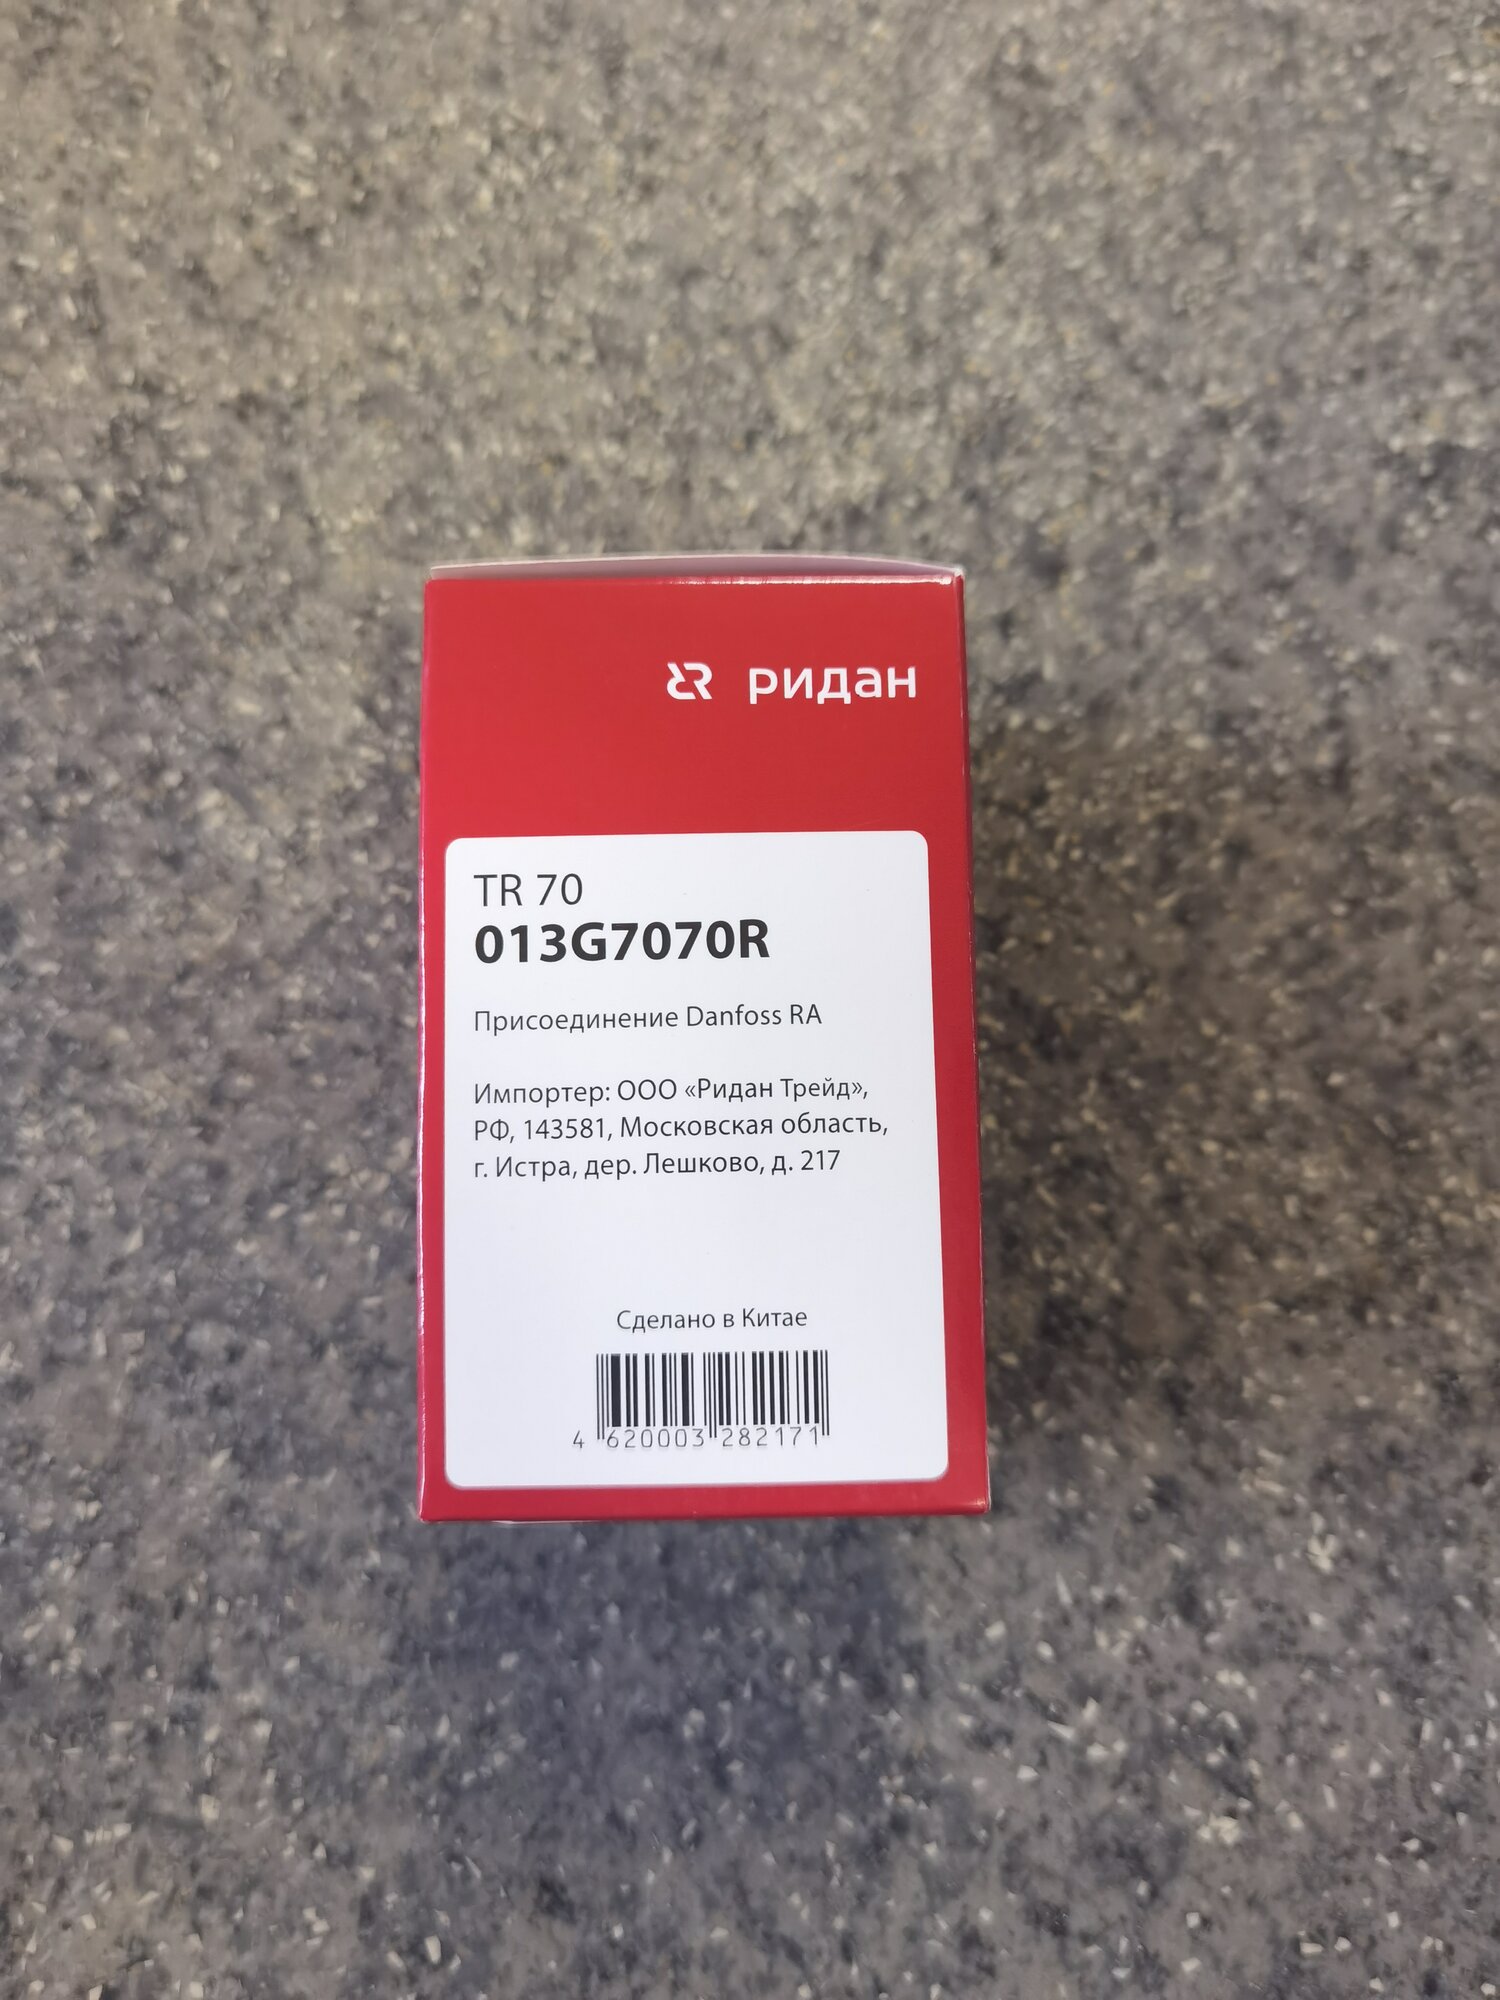 ридан
TR 70
013G7070R
Присоединение Danfoss RA
Импортер: ООО «Ридан Трейд»,
РФ, 143581, Московская область,
г. Истра, дер. Лешково, д. 217
Сделано в Китае
4 620003 282171